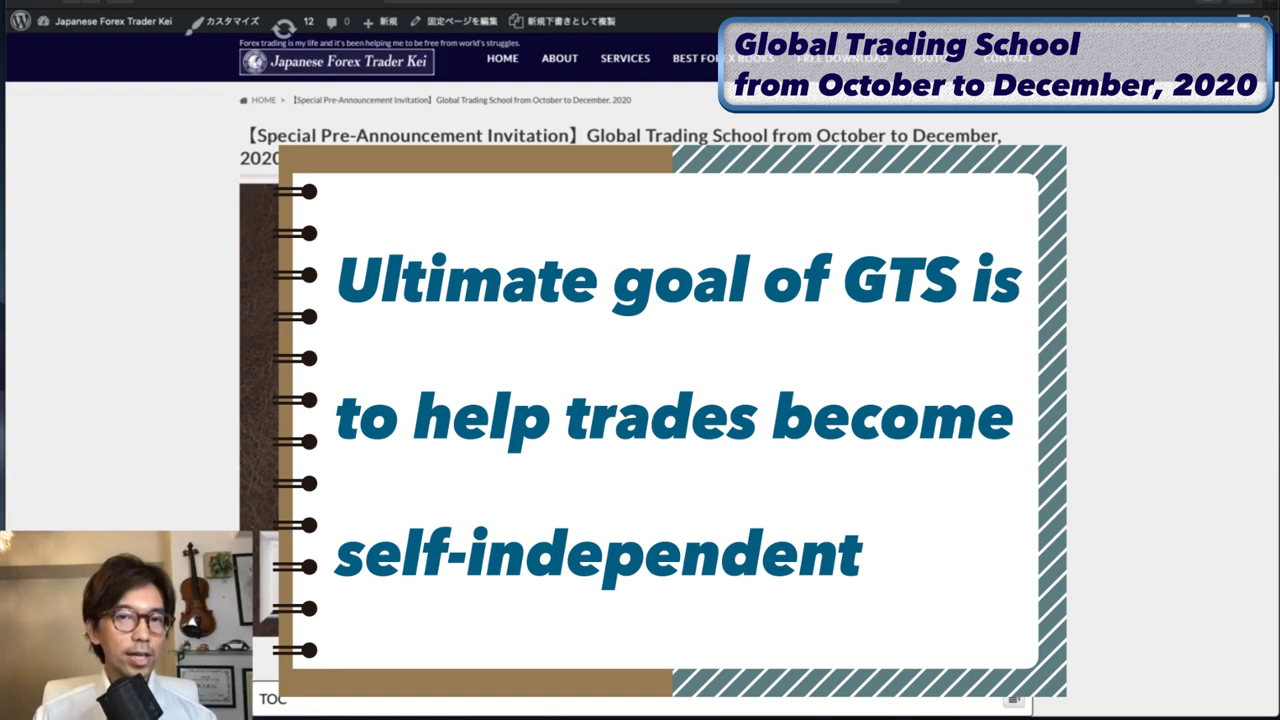 Japanese Forex Trader Kei
カスタマイズ
12
0
新規
固定ページを編集
新規下書きとして複製
Forex trading is my life and it's been helping me to be free from world's struggles.
Japanese Forex Trader Kei
HOME
ABOUT
SERVICES
BEST FOREX BOOKS
FREE DOWNLOAD
CONTACT
Global Trading School
from October to December, 2020
HOME > 【Special Pre-Announcement Invitation】Global Trading School from October to December, 2020
【Special Pre-Announcement Invitation】Global Trading School from October to December,
2020
Ultimate goal of GTS is
to help trades become
self-independent
TOC